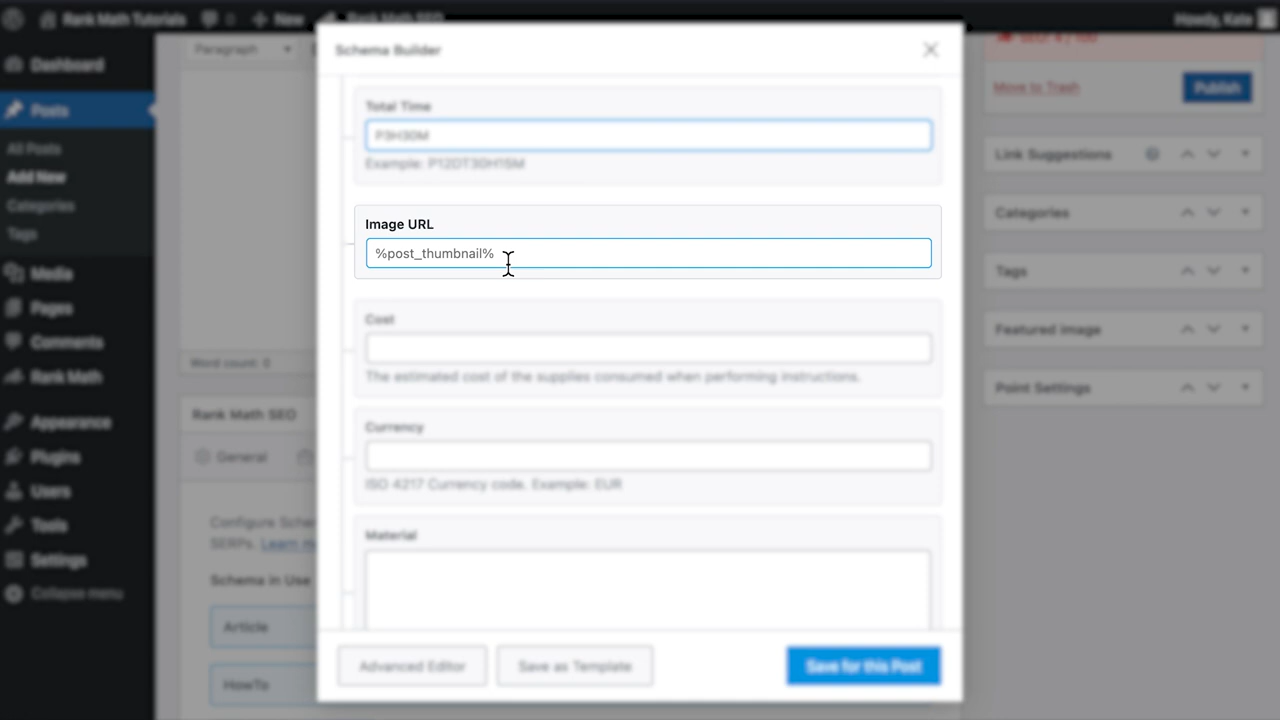 Rank Math Tutorials
0
New
Rank Math SEO
Howdy, Kate
Dashboard
Posts
All Posts
Add New
Categories
Tags
Media
Pages
Comments
Rank Math
Appearance
Plugins
Users
Tools
Settings
Collapse menu
Paragraph
Word count: 0
Rank Math SEO
General
Configure
SERPs.
Schema in Use
Article
HowTo
Schema Builder
Total Time
P3H30M
Example: P12DT30H15M
Image URL
%post_thumbnail%
Cost
The estimated cost of the supplies consumed when performing instructions.
Currency
ISO 4217 Currency code. Example: EUR
Material
Advanced Editor
Save as Template
Save for this Post
Move to Trash
Publish
Link Suggestions
Categories
Tags
Featured image
Point Settings